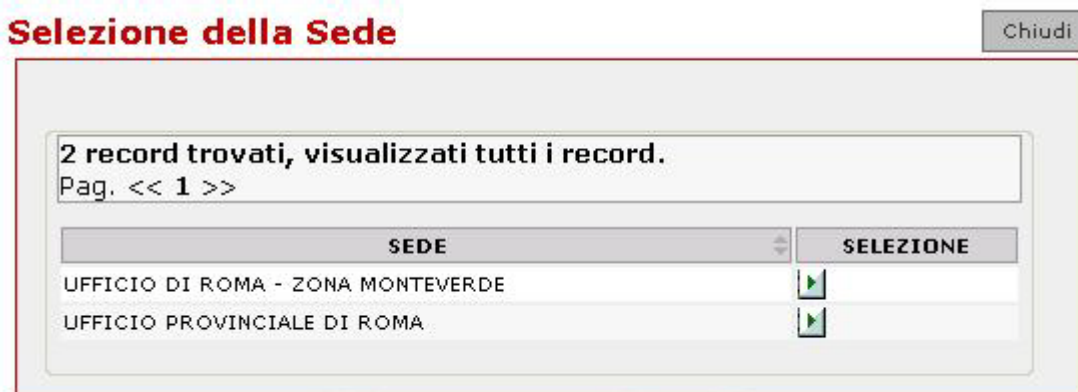 Selezione della Sede
Chiudi
2 record trovati, visualizzati tutti i record.
Pag. << 1 >>
SEDE SELEZIONE
UFFICIO DI ROMA - ZONA MONTEVERDE
UFFICIO PROVINCIALE DI ROMA